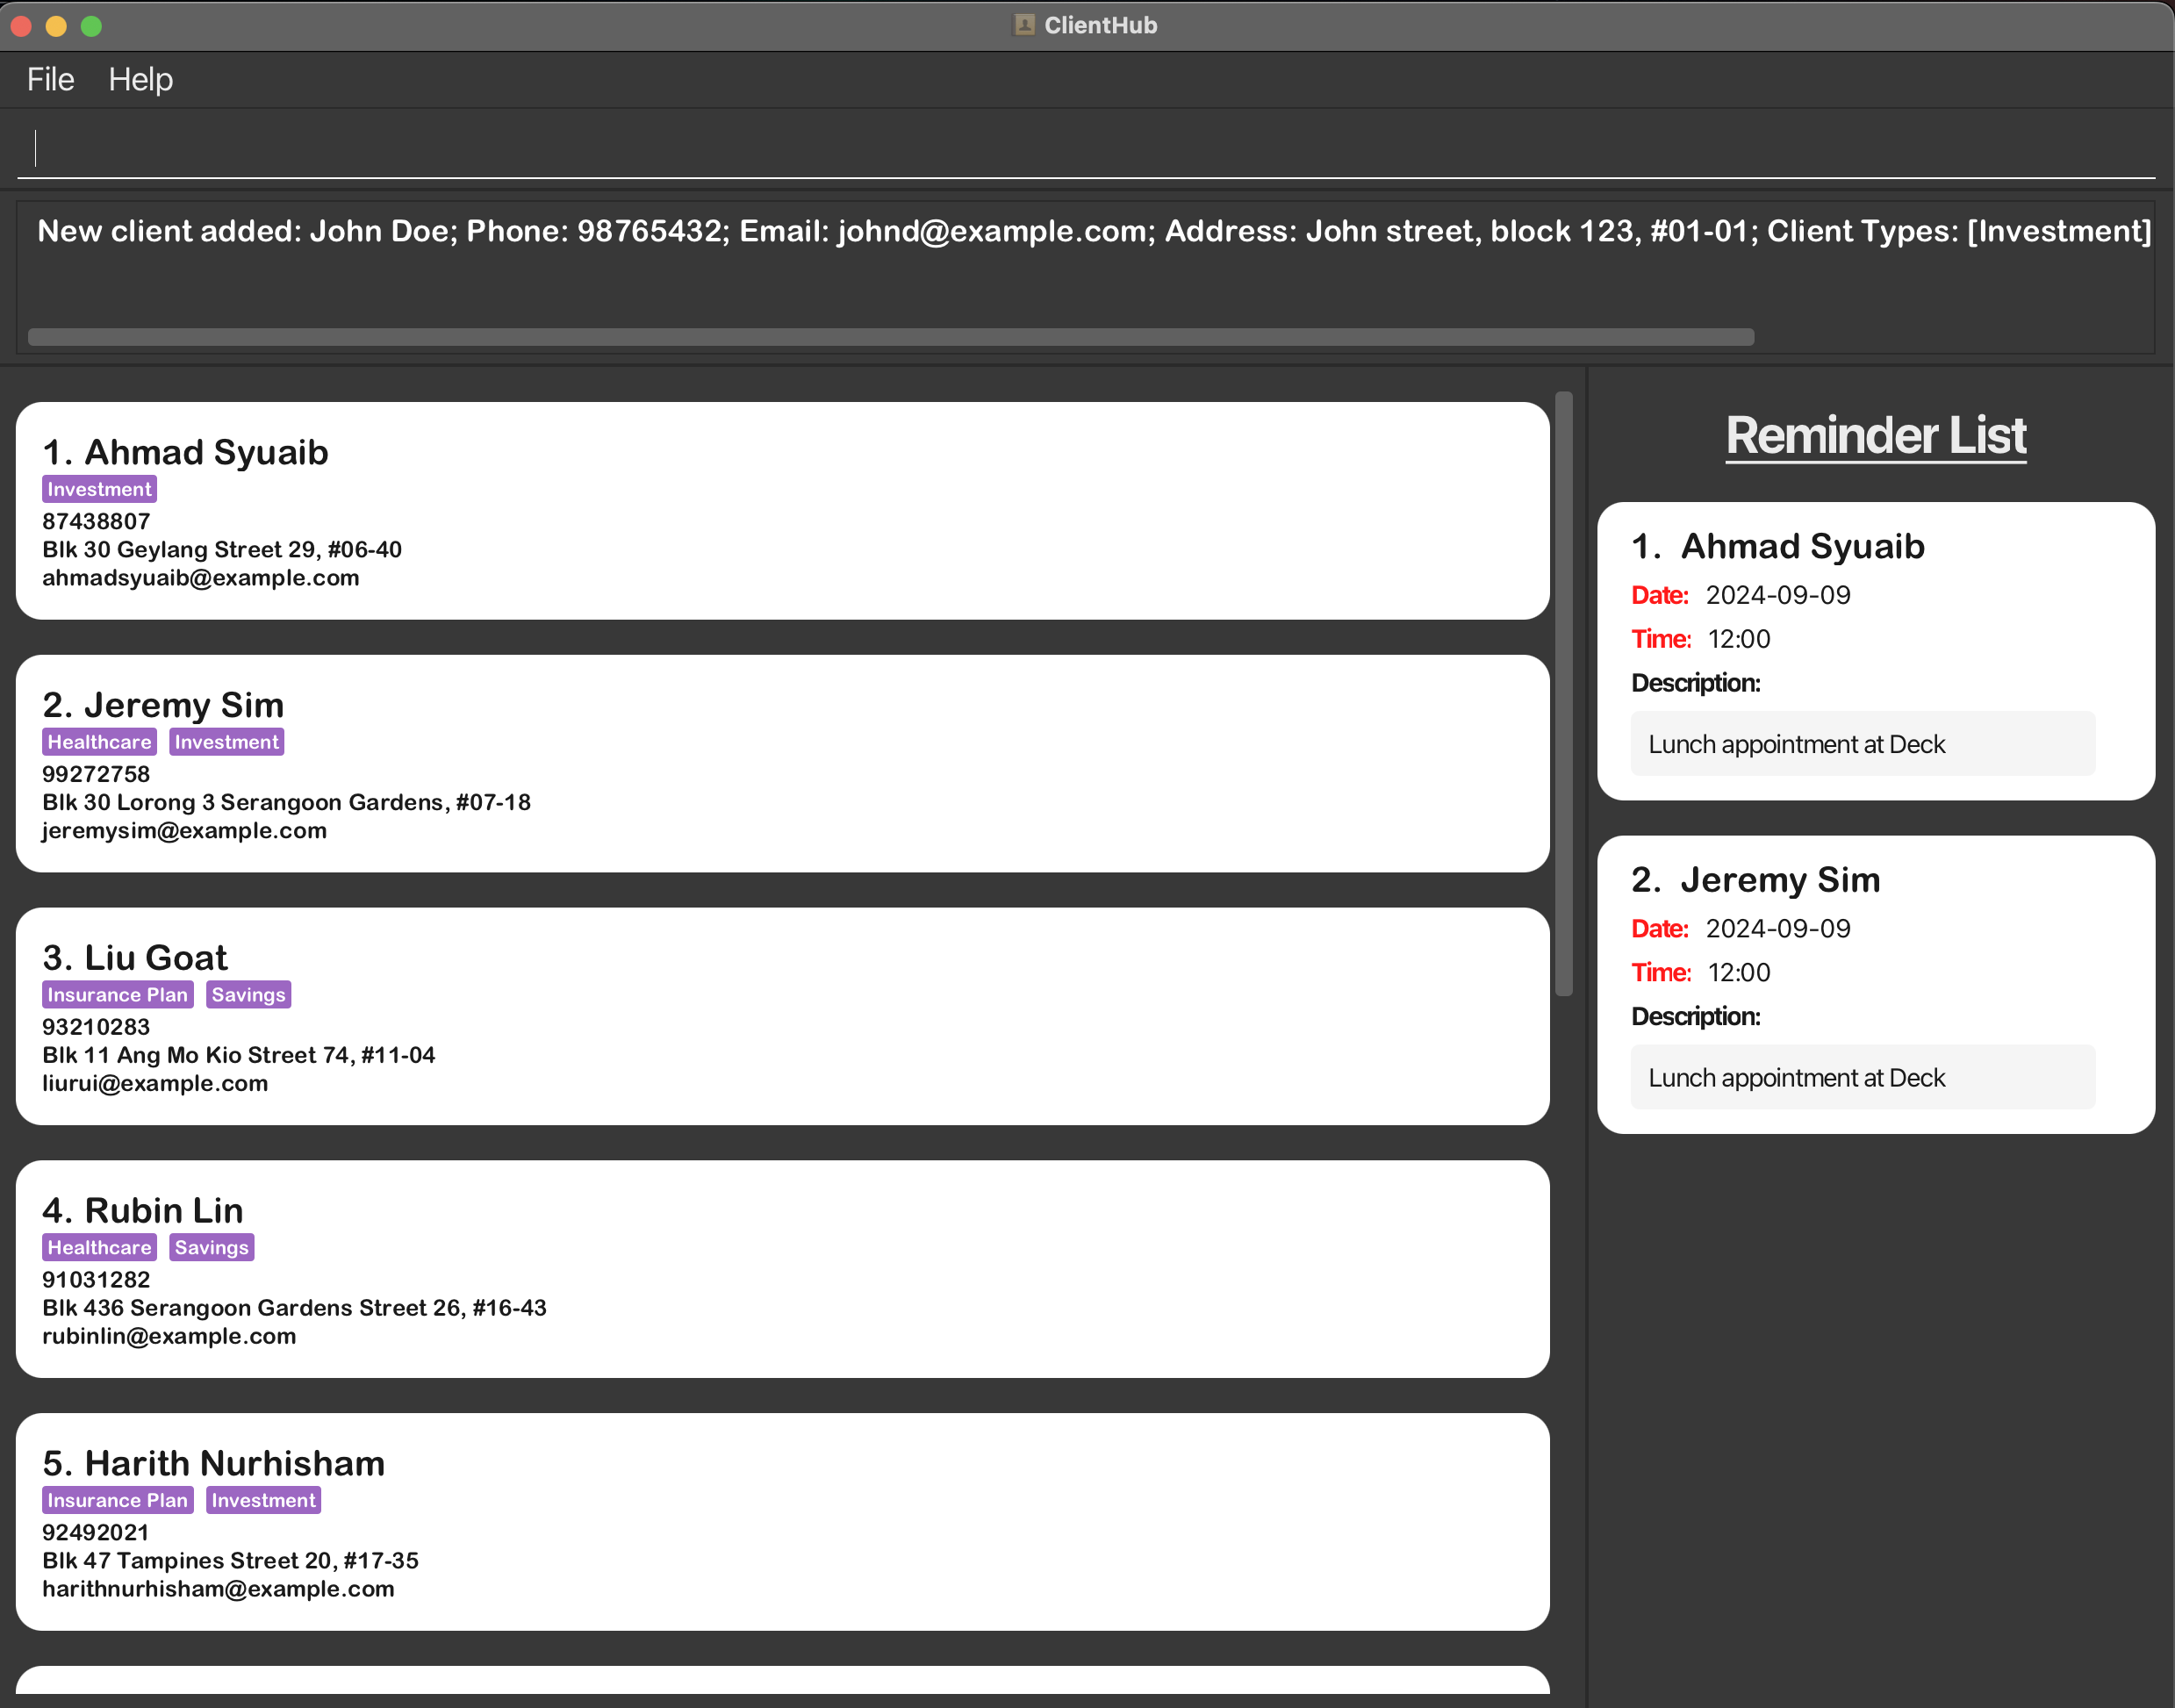 ClientHub
File Help
New client added: John Doe; Phone: 98765432; Email: johnd@example.com; Address: John street, block 123, #01-01; Client Types: [Investment]
1. Ahmad Syuaib
Investment
87438807
Blk 30 Geylang Street 29, #06-40
ahmadsyuaib@example.com
2. Jeremy Sim
Healthcare Investment
99272758
Blk 30 Lorong 3 Serangoon Gardens, #07-18
jeremysim@example.com
3. Liu Goat
Insurance Plan Savings
93210283
Blk 11 Ang Mo Kio Street 74, #11-04
liurui@example.com
4. Rubin Lin
Healthcare Savings
91031282
Blk 436 Serangoon Gardens Street 26, #16-43
rubinlin@example.com
5. Harith Nurhisham
Insurance Plan Investment
92492021
Blk 47 Tampines Street 20, #17-35
harithnurhisham@example.com
Reminder List
1. Ahmad Syuaib
Date: 2024-09-09
Time: 12:00
Description:
Lunch appointment at Deck
2. Jeremy Sim
Date: 2024-09-09
Time: 12:00
Description:
Lunch appointment at Deck